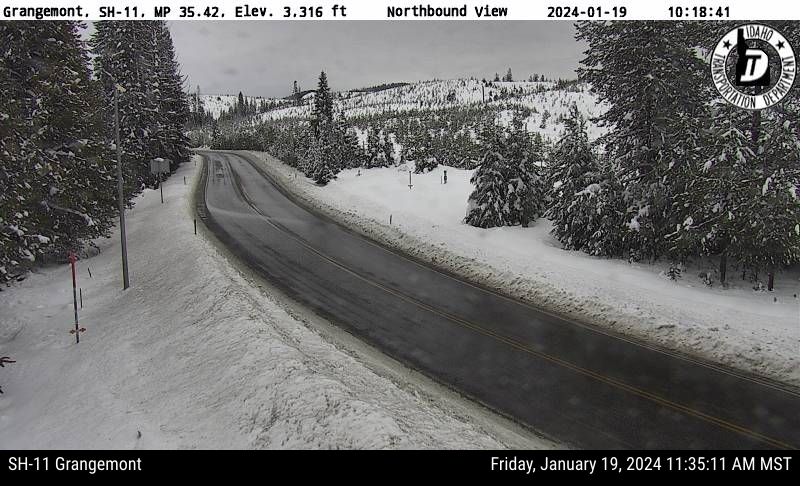 Grangemont, SH-11, MP 35.42, Elev. 3,316 ft Northbound View 2024-01-19 10:18:41
IDAHO
TRANSPORTATION DEPARTMENT
SH-11 Grangemont Friday, January 19, 2024 11:35:11 AM MST